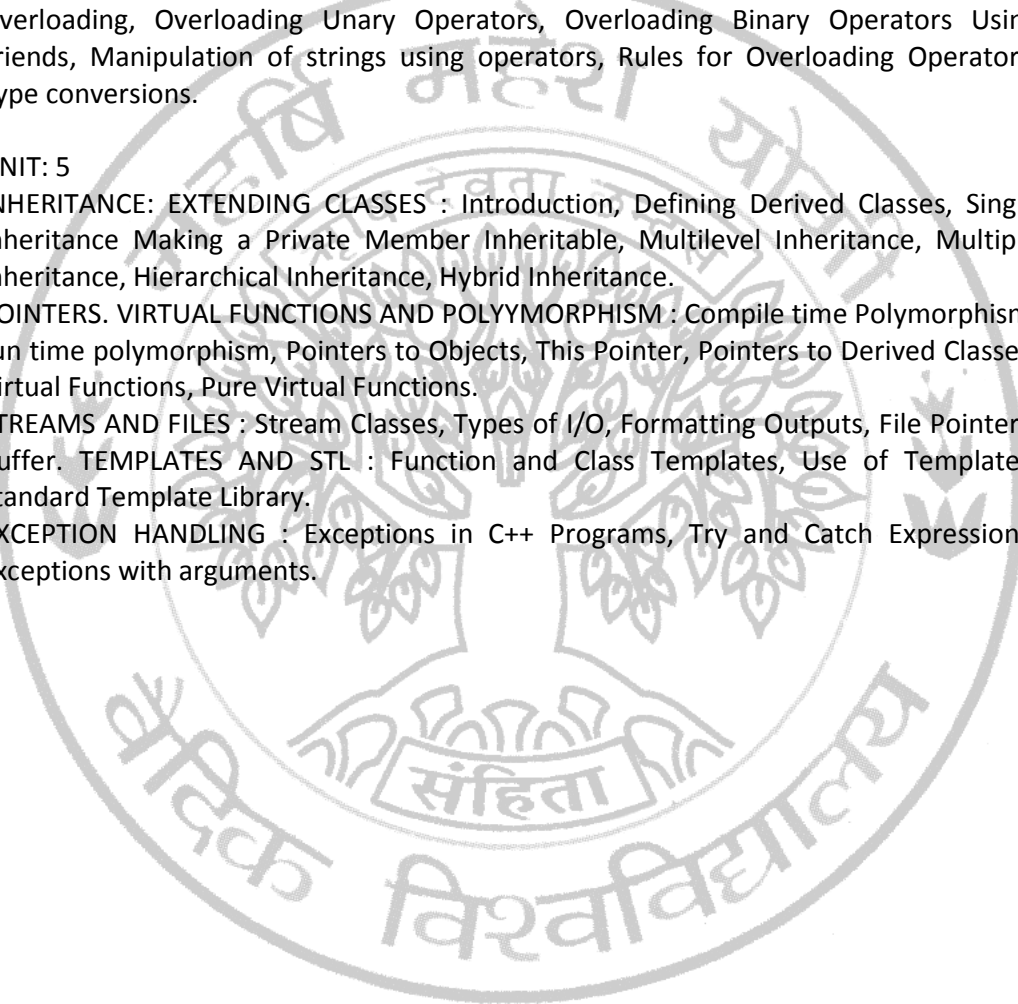 verloading, Overloading Unary Operators, Overloading Binary Operators Usin
riends, Manipulation of strings using operators, Rules for Overloading Operator
ype conversions.
NIT: 5
NHERITANCE: EXTENDING CLASSES : Introduction, Defining Derived Classes, Sing
nheritance Making a Private Member Inheritable, Multilevel Inheritance, Multip
nheritance, Hierarchical Inheritance, Hybrid Inheritance.
OINTERS. VIRTUAL FUNCTIONS AND POLYYMORPHISM : Compile time Polymorphism
un time polymorphism, Pointers to Objects, This Pointer, Pointers to Derived Classe
irtual Functions, Pure Virtual Functions.
TREAMS AND FILES : Stream Classes, Types of I/O, Formatting Outputs, File Pointer
uffer. TEMPLATES AND STL : Function and Class Templates, Use of Template
tandard Template Library.
XCEPTION HANDLING : Exceptions in C++ Programs, Try and Catch Expression
xceptions with arguments.
महर्षि महेश योगी
संहिता
वैदिक विश्वविद्यालय